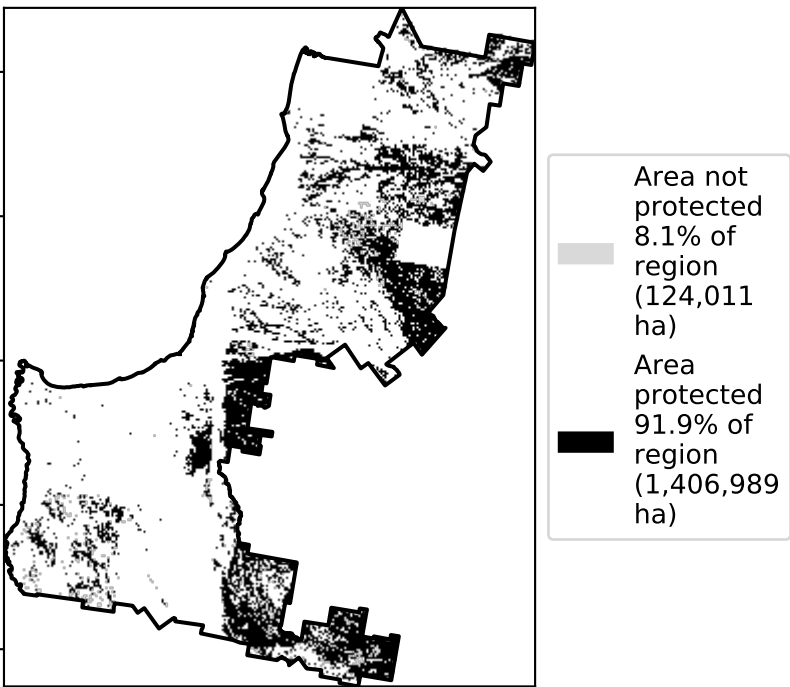 Area not
protected
8.1% of
region
(124,011
ha)
Area
protected
91.9% of
region
(1,406,989
ha)